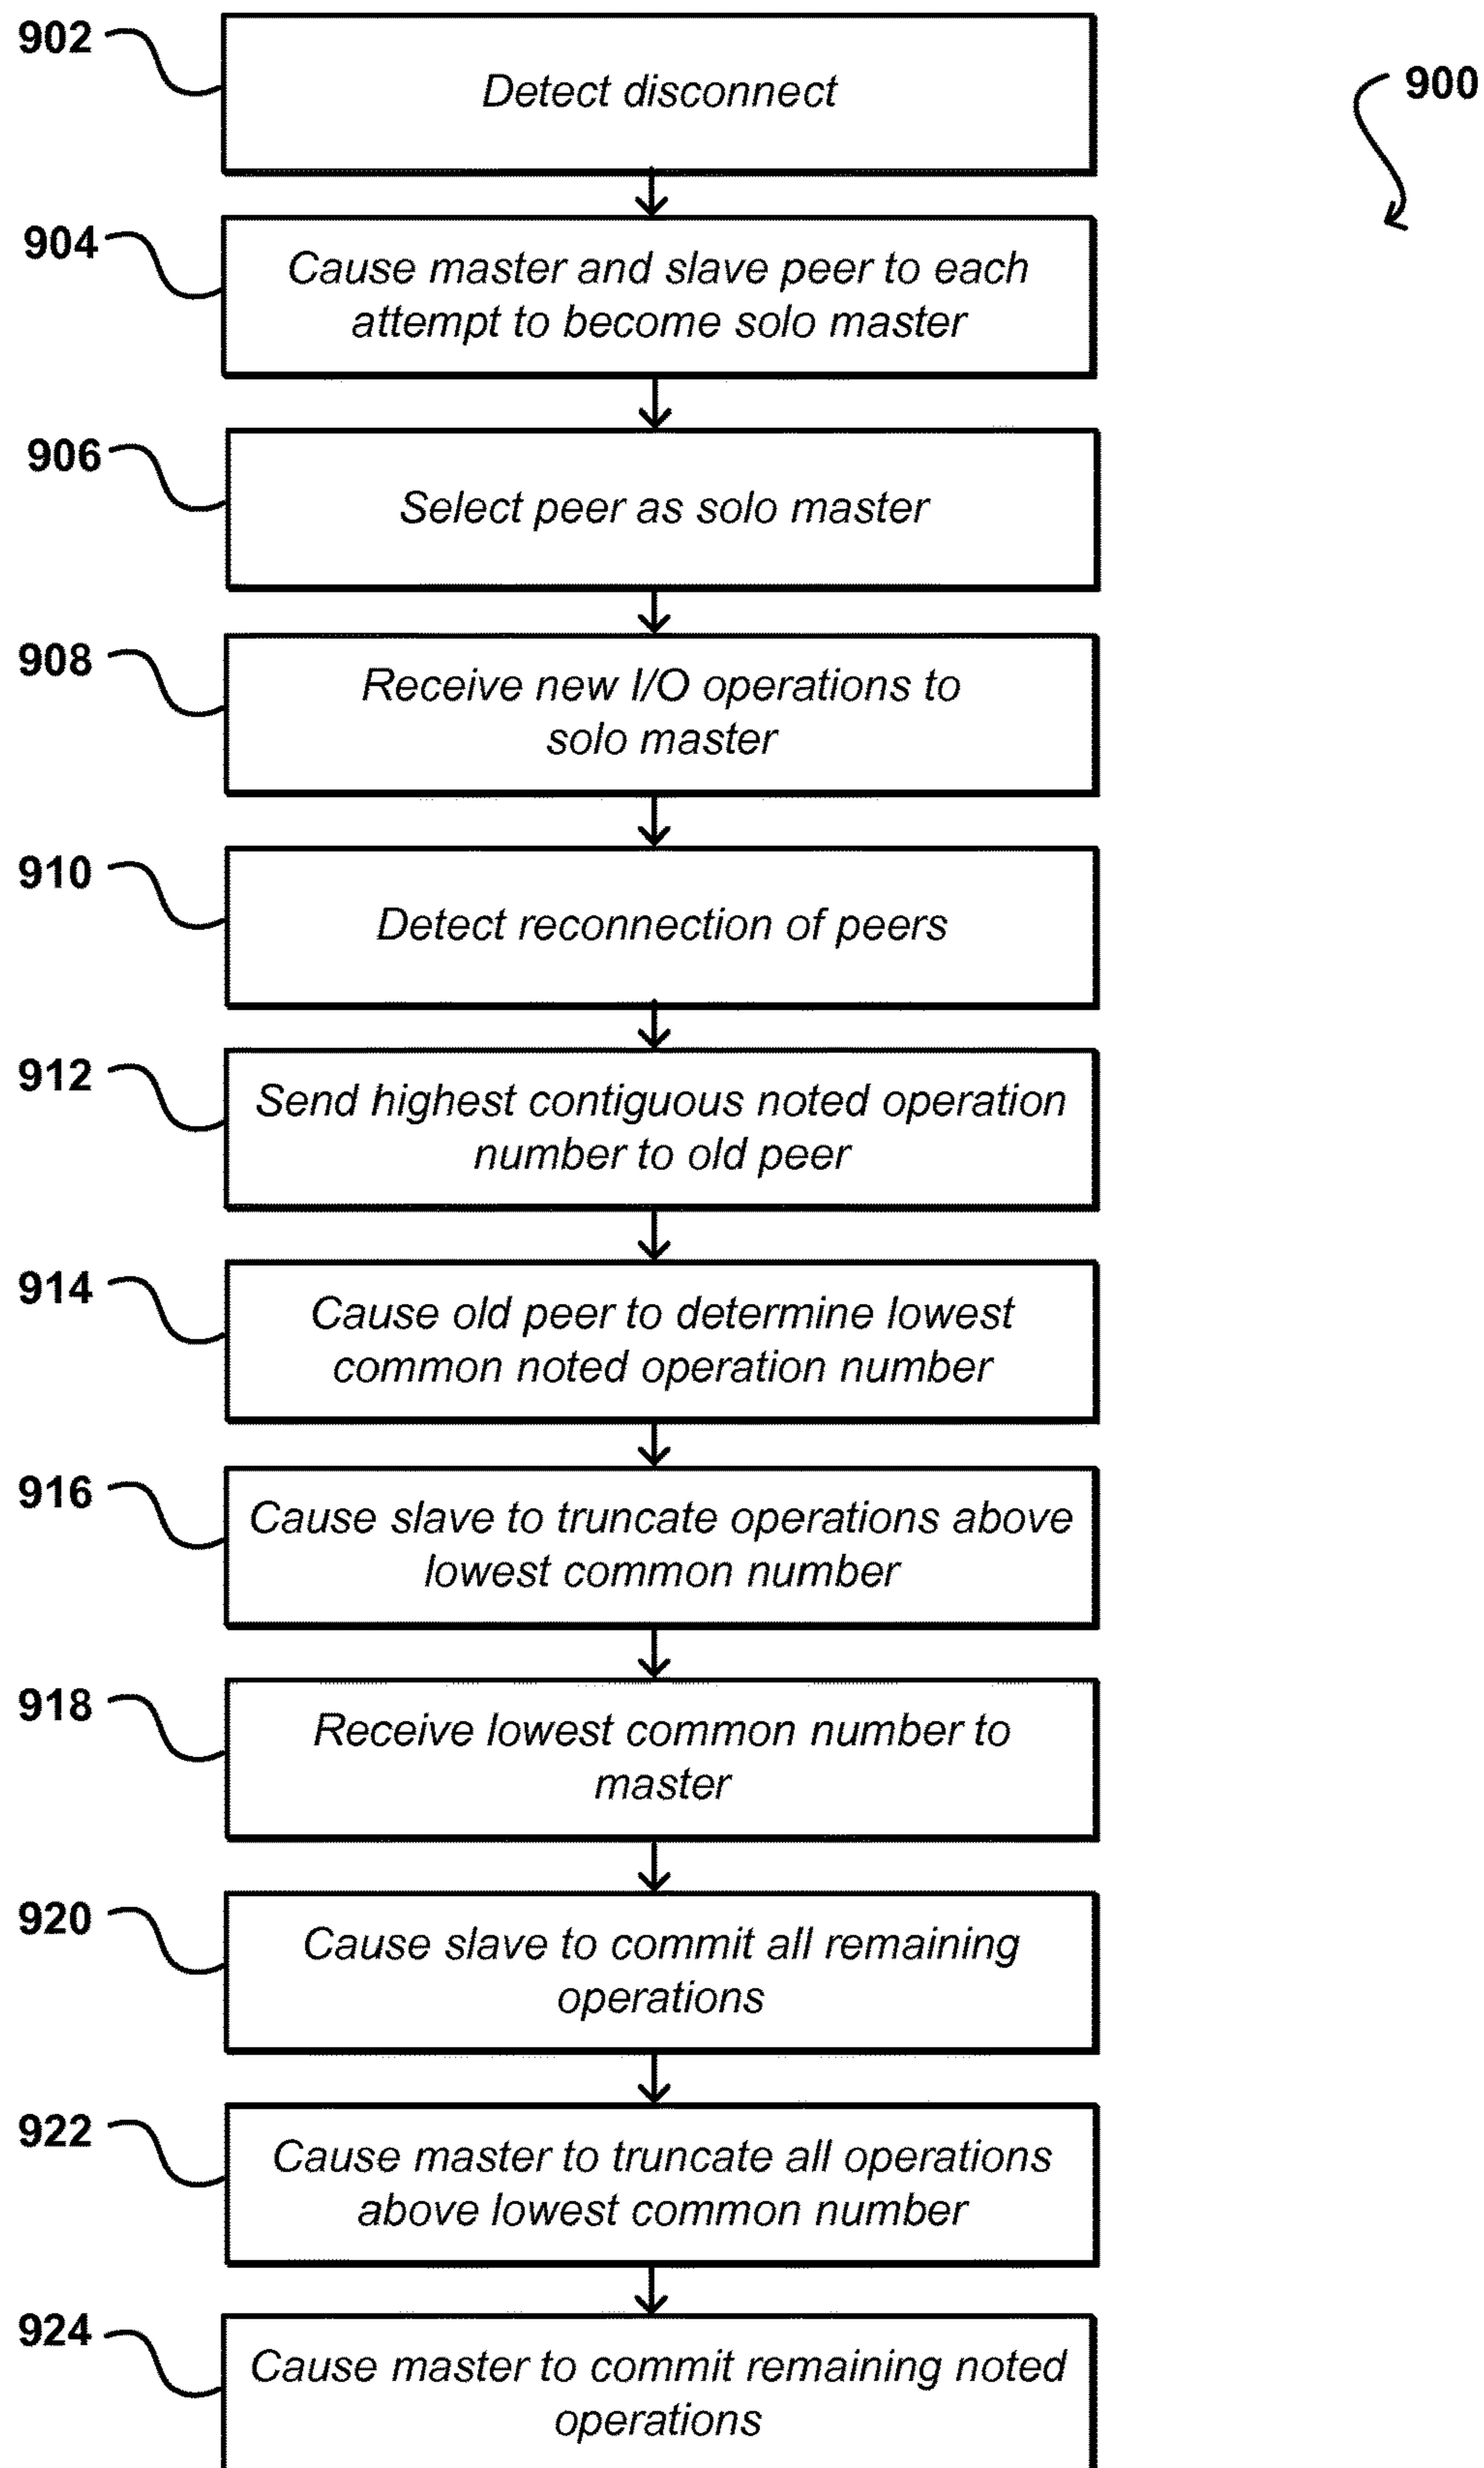 902
Detect disconnect
900
904
Cause master and slave peer to each
attempt to become solo master
906
Select peer as solo master
908
Receive new I/O operations to
solo master
910
Detect reconnection of peers
912
Send highest contiguous noted operation
number to old peer
914
Cause old peer to determine lowest
common noted operation number
916
Cause slave to truncate operations above
lowest common number
918
Receive lowest common number to
master
920
Cause slave to commit all remaining
operations
922
Cause master to truncate all operations
above lowest common number
924
Cause master to commit remaining noted
operations